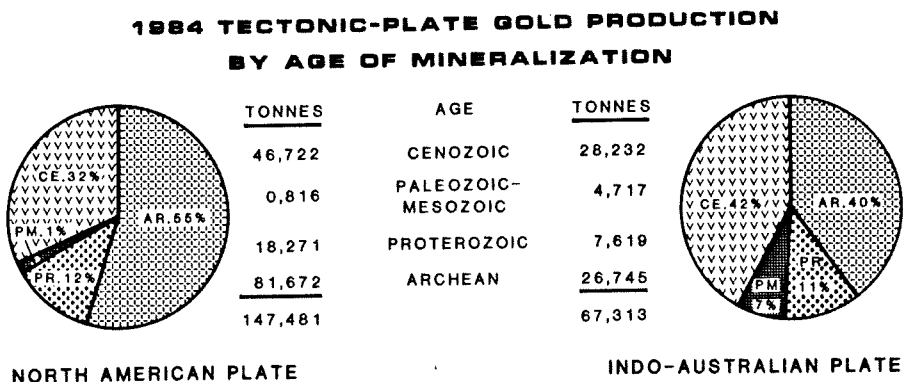 1984 TECTONIC-PLATE GOLD PRODUCTION
BY AGE OF MINERALIZATION
TONNES AGE TONNES
46,722 CENOZOIC 28,232
0,816 PALEOZOIC-
MESOZOIC 4,717
18,271 PROTEROZOIC 7,619
81,672 ARCHEAN 26,745
147,481 67,313
CE.32%
AR.55%
PM.1%
PR.12%
CE.42%
AR.40%
PR
11%
PM
7%
NORTH AMERICAN PLATE
INDO-AUSTRALIAN PLATE